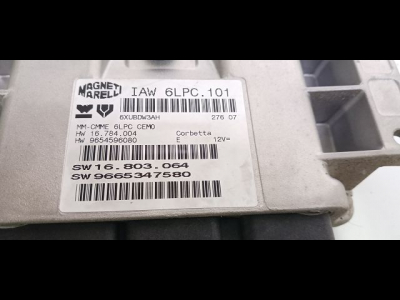 MAGNETI MARELLI
IAW 6LPC.101
6XUBDW3AH 276 07
MM-CMME 6LPC CEMO
HW 16.784.004 Corbetta
HW 9654596080 E 12V=
SW 16.803.064
SW 9665347580